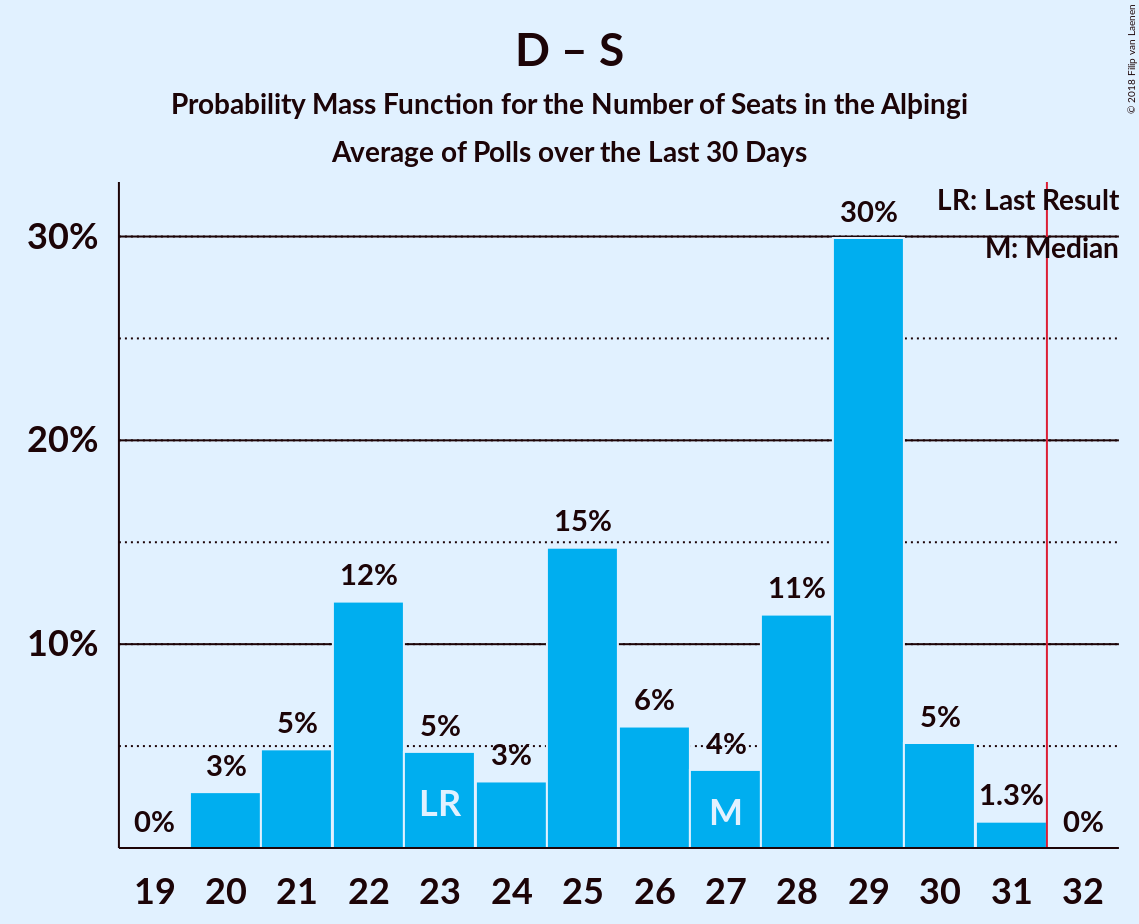 D – S
Probability Mass Function for the Number of Seats in the Alþingi
Average of Polls over the Last 30 Days
© 2018 Filip van Laenen
LR: Last Result
M: Median
30%
20%
10%
0%
3%
5%
12%
5%
3%
15%
6%
4%
11%
30%
5%
1.3%
0%
LR
M
19 20 21 22 23 24 25 26 27 28 29 30 31 32